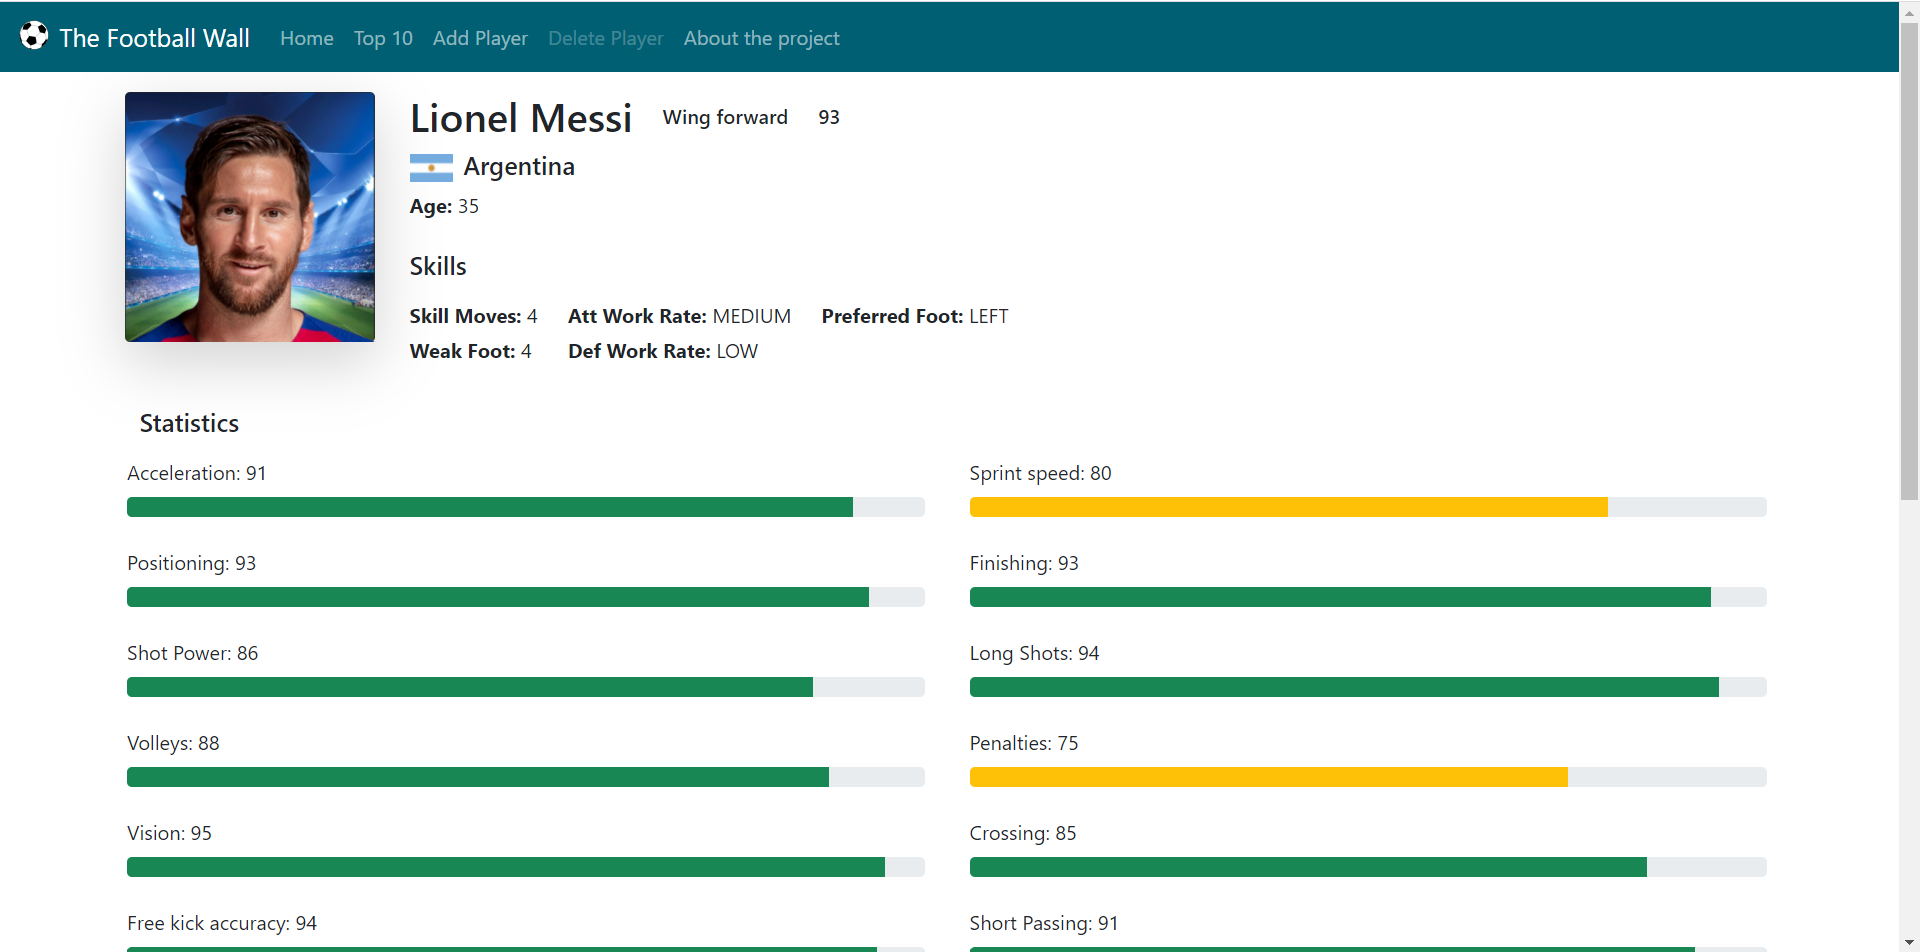 The Football Wall Home Top 10 Add Player Delete Player About the project
Lionel Messi Wing forward 93
Argentina
Age: 35
Skills
Skill Moves: 4 Att Work Rate: MEDIUM Preferred Foot: LEFT
Weak Foot: 4 Def Work Rate: LOW
Statistics
Acceleration: 91 Sprint speed: 80
Positioning: 93 Finishing: 93
Shot Power: 86 Long Shots: 94
Volleys: 88 Penalties: 75
Vision: 95 Crossing: 85
Free kick accuracy: 94 Short Passing: 91